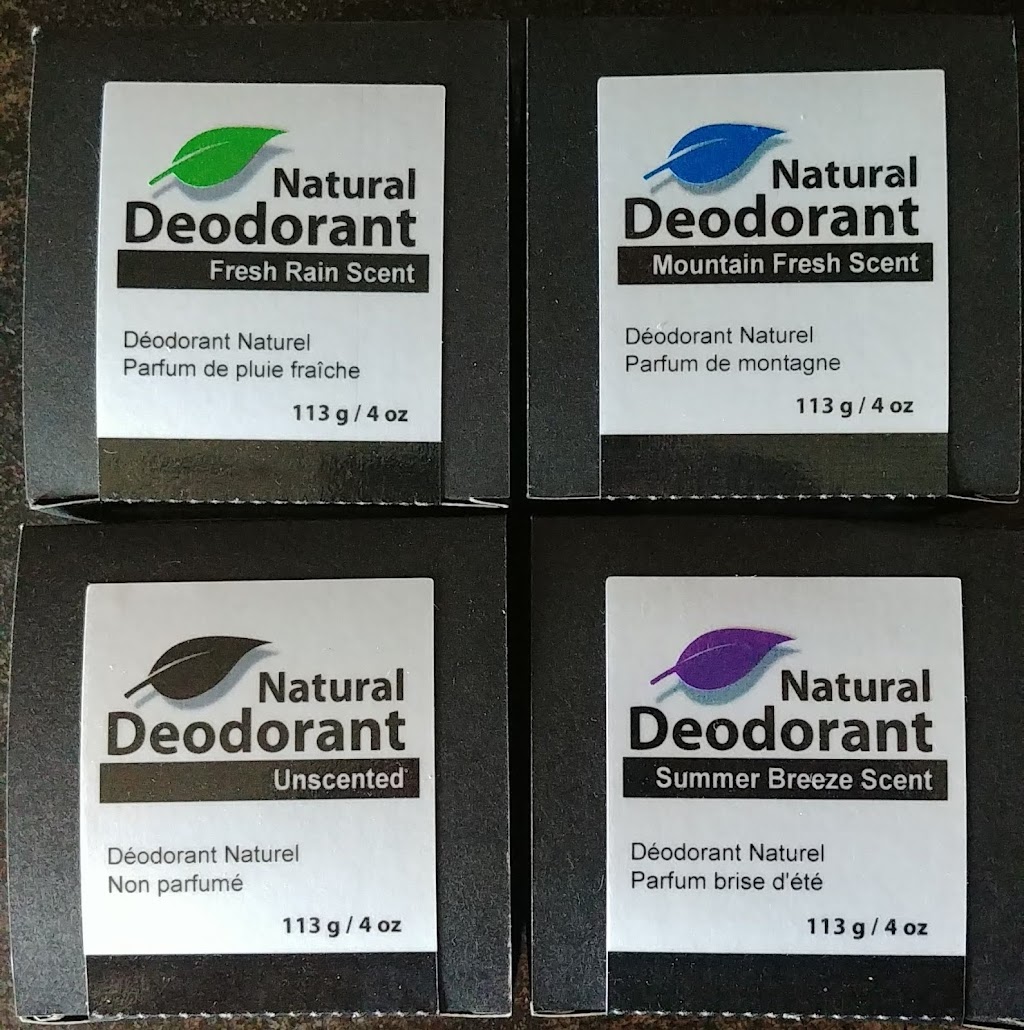 Natural
Deodorant
Fresh Rain Scent
Déodorant Naturel
Parfum de pluie fraîche
113 g / 4 oz
Natural
Deodorant
Mountain Fresh Scent
Déodorant Naturel
Parfum de montagne
113 g / 4 oz
Natural
Deodorant
Unscented
Déodorant Naturel
Non parfumé
113 g / 4 oz
Natural
Deodorant
Summer Breeze Scent
Déodorant Naturel
Parfum brise d'été
113 g / 4 oz